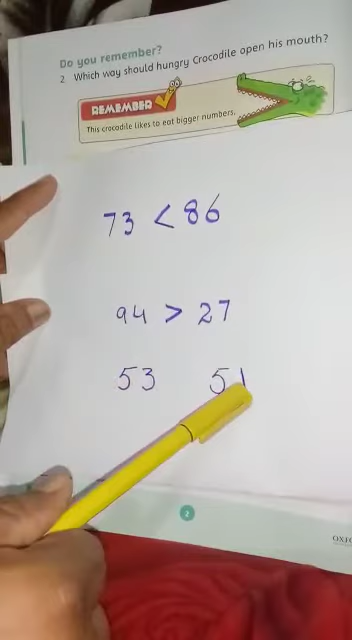 Do you remember?
2. Which way should hungry Crocodile open his mouth?
REMEMBER
This crocodile likes to eat bigger numbers.
73 < 86
94 > 27
53 51
2